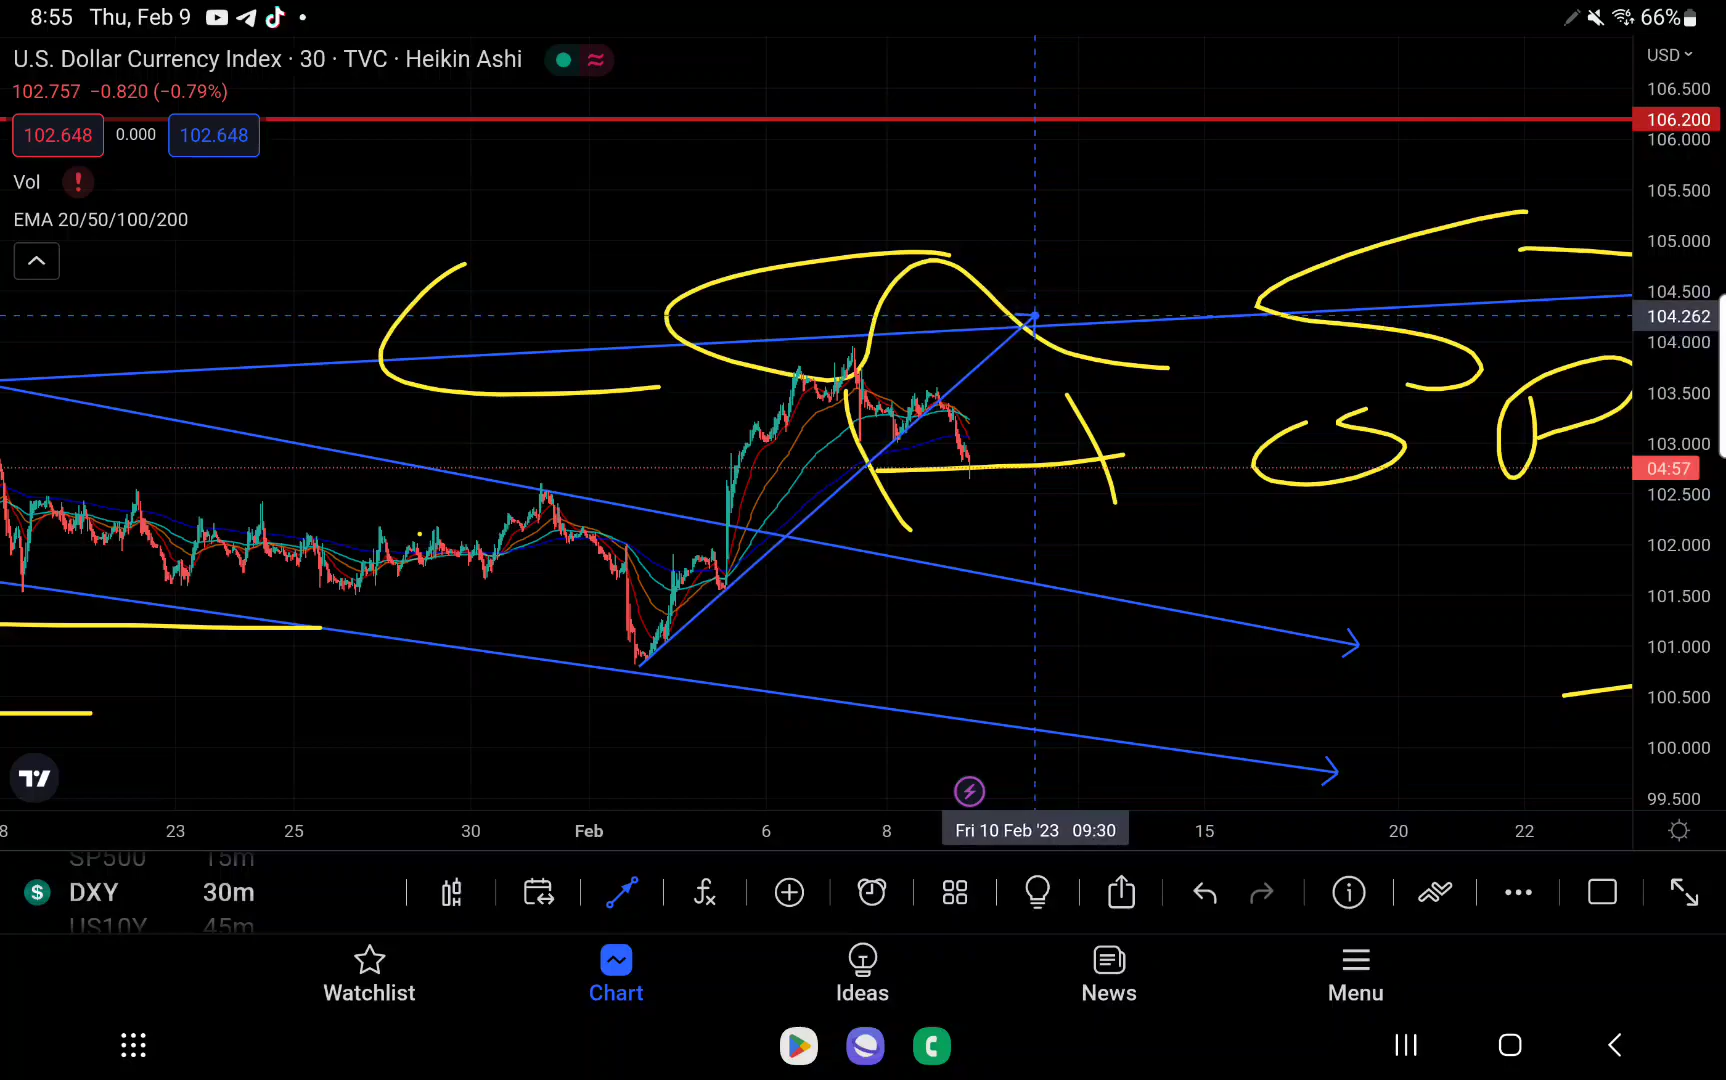 8:55 Thu, Feb 9 66%
U.S. Dollar Currency Index · 30 · TVC · Heikin Ashi
USD
102.757 −0.820 (−0.79%)
102.648 0.000 102.648
Vol
EMA 20/50/100/200
106.500
106.200
106.000
105.500
105.000
104.500
104.262
104.000
103.500
103.000
04:57
102.500
102.000
101.500
101.000
100.500
100.000
99.500
8 23 25 30 Feb 6 8 Fri 10 Feb '23 09:30 15 20 22
SP500 15m
DXY 30m
US10Y 45m
Watchlist Chart Ideas News Menu